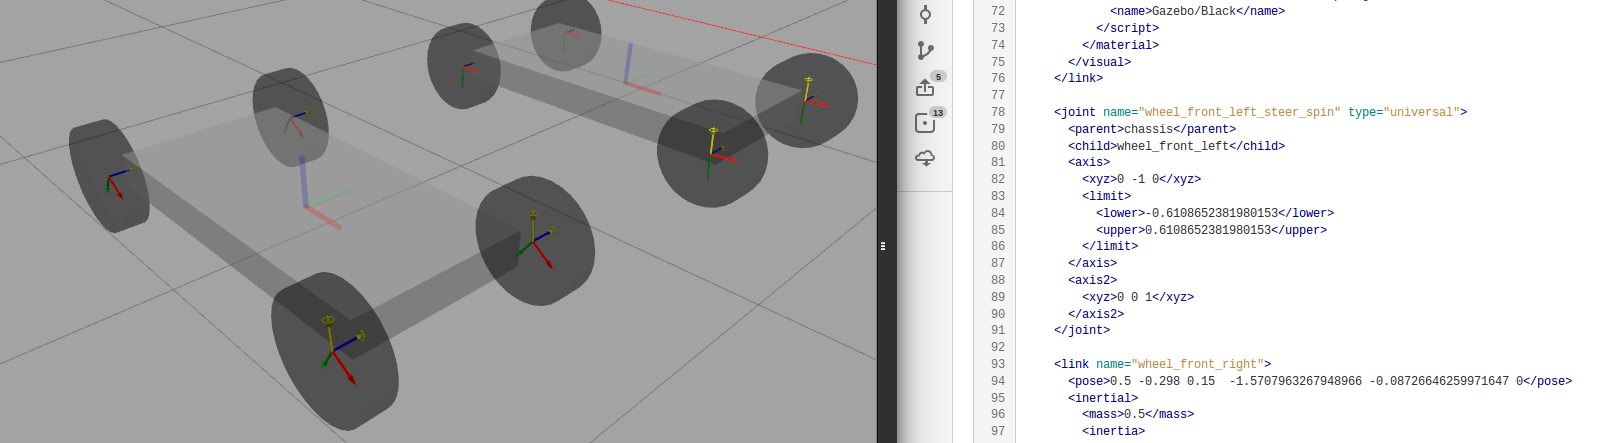 72 <name>Gazebo/Black</name>
73 </script>
74 </material>
75 </visual>
76 </link>
77
78 <joint name="wheel_front_left_steer_spin" type="universal">
79 <parent>chassis</parent>
80 <child>wheel_front_left</child>
81 <axis>
82 <xyz>0 -1 0</xyz>
83 <limit>
84 <lower>-0.6108652381980153</lower>
85 <upper>0.6108652381980153</upper>
86 </limit>
87 </axis>
88 <axis2>
89 <xyz>0 0 1</xyz>
90 </axis2>
91 </joint>
92
93 <link name="wheel_front_right">
94 <pose>0.5 -0.298 0.15  -1.5707963267948966 -0.08726646259971647 0</pose>
95 <inertial>
96 <mass>0.5</mass>
97 <inertia>
5
13